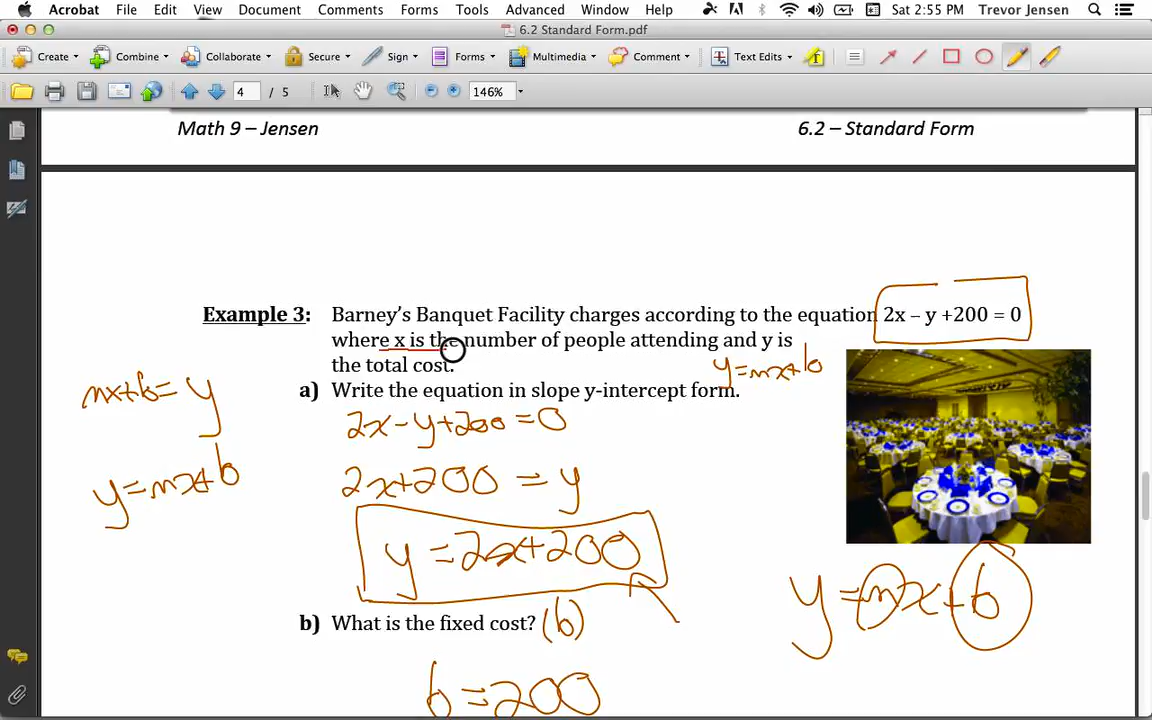 Acrobat File Edit View Document Comments Forms Tools Advanced Window Help Sat 2:55 PM Trevor Jensen
6.2 Standard Form.pdf
Create Combine Collaborate Secure Sign Forms Multimedia Comment Text Edits
4 / 5 146%
Math 9 – Jensen 6.2 – Standard Form
Example 3: Barney's Banquet Facility charges according to the equation 2x – y +200 = 0
where x is the number of people attending and y is
the total cost.
y=mx+b
a) Write the equation in slope y-intercept form.
mx+b=y
2x-y+200=0
y=mx+b
2x+200=y
y=2x+200
y=mx+b
b) What is the fixed cost? (b)
b=200